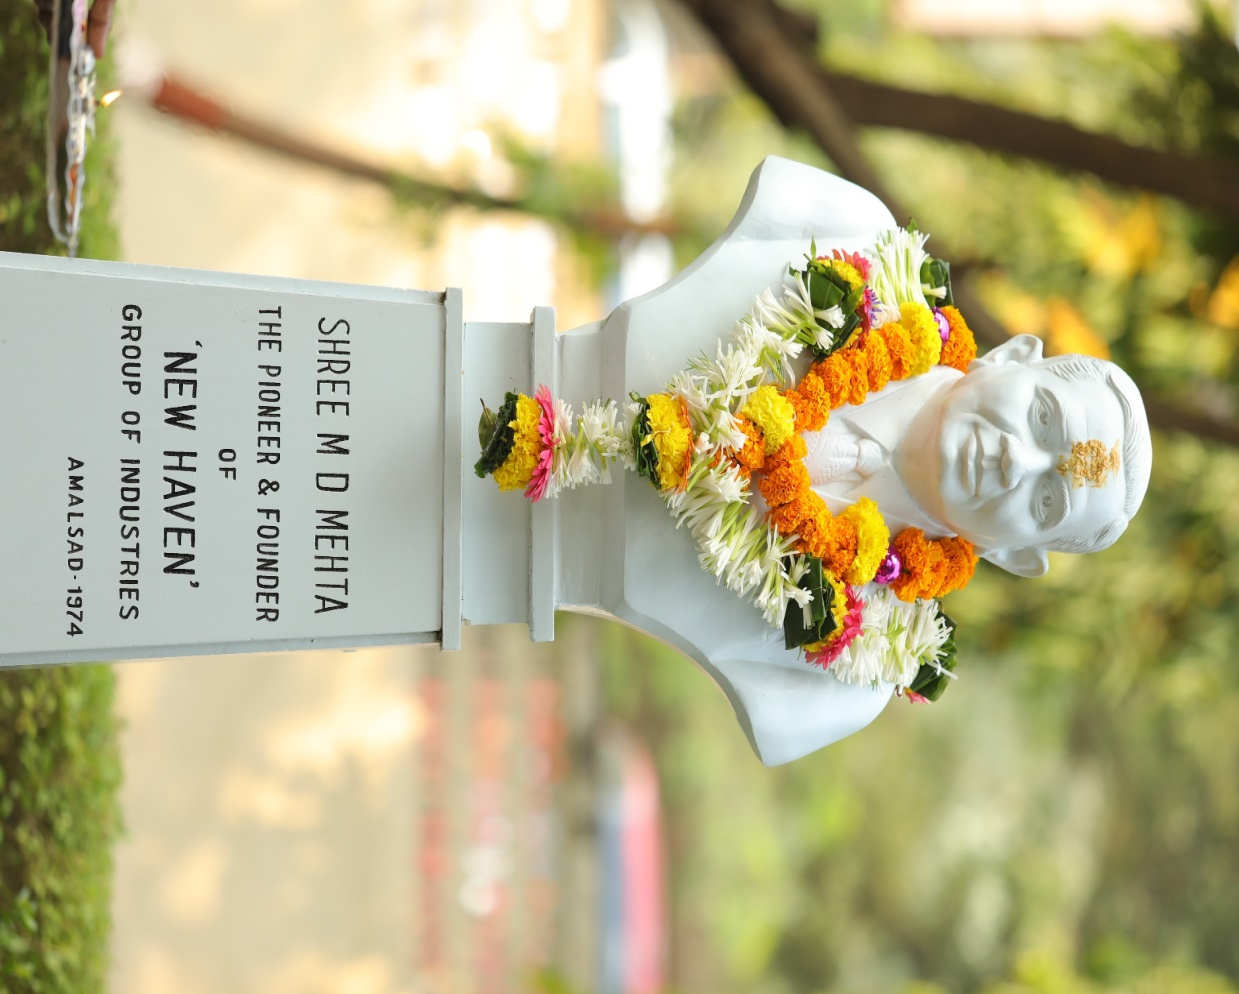 SHREE M D MEHTA
THE PIONEER & FOUNDER
OF
‘NEW HAVEN’
GROUP OF INDUSTRIES
AMALSAD-1974